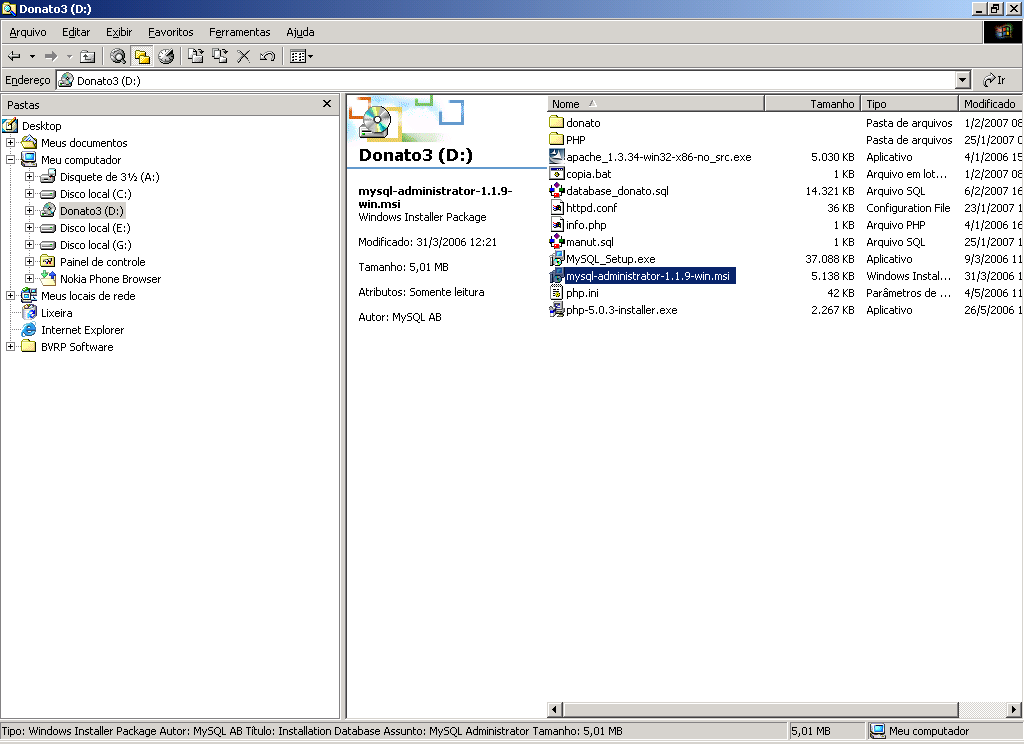 Donato3 (D:)
Arquivo Editar Exibir Favoritos Ferramentas Ajuda
Endereço Donato3 (D:) Ir
Pastas
Desktop
Meus documentos
Meu computador
Disquete de 3½ (A:)
Disco local (C:)
Donato3 (D:)
Disco local (E:)
Disco local (G:)
Painel de controle
Nokia Phone Browser
Meus locais de rede
Lixeira
Internet Explorer
BVRP Software
Donato3 (D:)
mysql-administrator-1.1.9-
win.msi
Windows Installer Package
Modificado: 31/3/2006 12:21
Tamanho: 5,01 MB
Atributos: Somente leitura
Autor: MySQL AB
Nome Tamanho Tipo Modificado
donato Pasta de arquivos 1/2/2007 08
PHP Pasta de arquivos 25/1/2007 0
apache_1.3.34-win32-x86-no_src.exe 5.030 KB Aplicativo 4/1/2006 15
copia.bat 1 KB Arquivo em lot... 1/2/2007 08
database_donato.sql 14.321 KB Arquivo SQL 6/2/2007 16
httpd.conf 36 KB Configuration File 23/1/2007 1
info.php 1 KB Arquivo PHP 4/1/2006 16
manut.sql 1 KB Arquivo SQL 25/1/2007 1
MySQL_Setup.exe 37.088 KB Aplicativo 9/3/2006 11
mysql-administrator-1.1.9-win.msi 5.138 KB Windows Instal... 31/3/2006 1
php.ini 42 KB Parâmetros de ... 4/5/2006 11
php-5.0.3-installer.exe 2.267 KB Aplicativo 26/5/2006 1
Tipo: Windows Installer Package Autor: MySQL AB Título: Installation Database Assunto: MySQL Administrator Tamanho: 5,01 MB 5,01 MB Meu computador